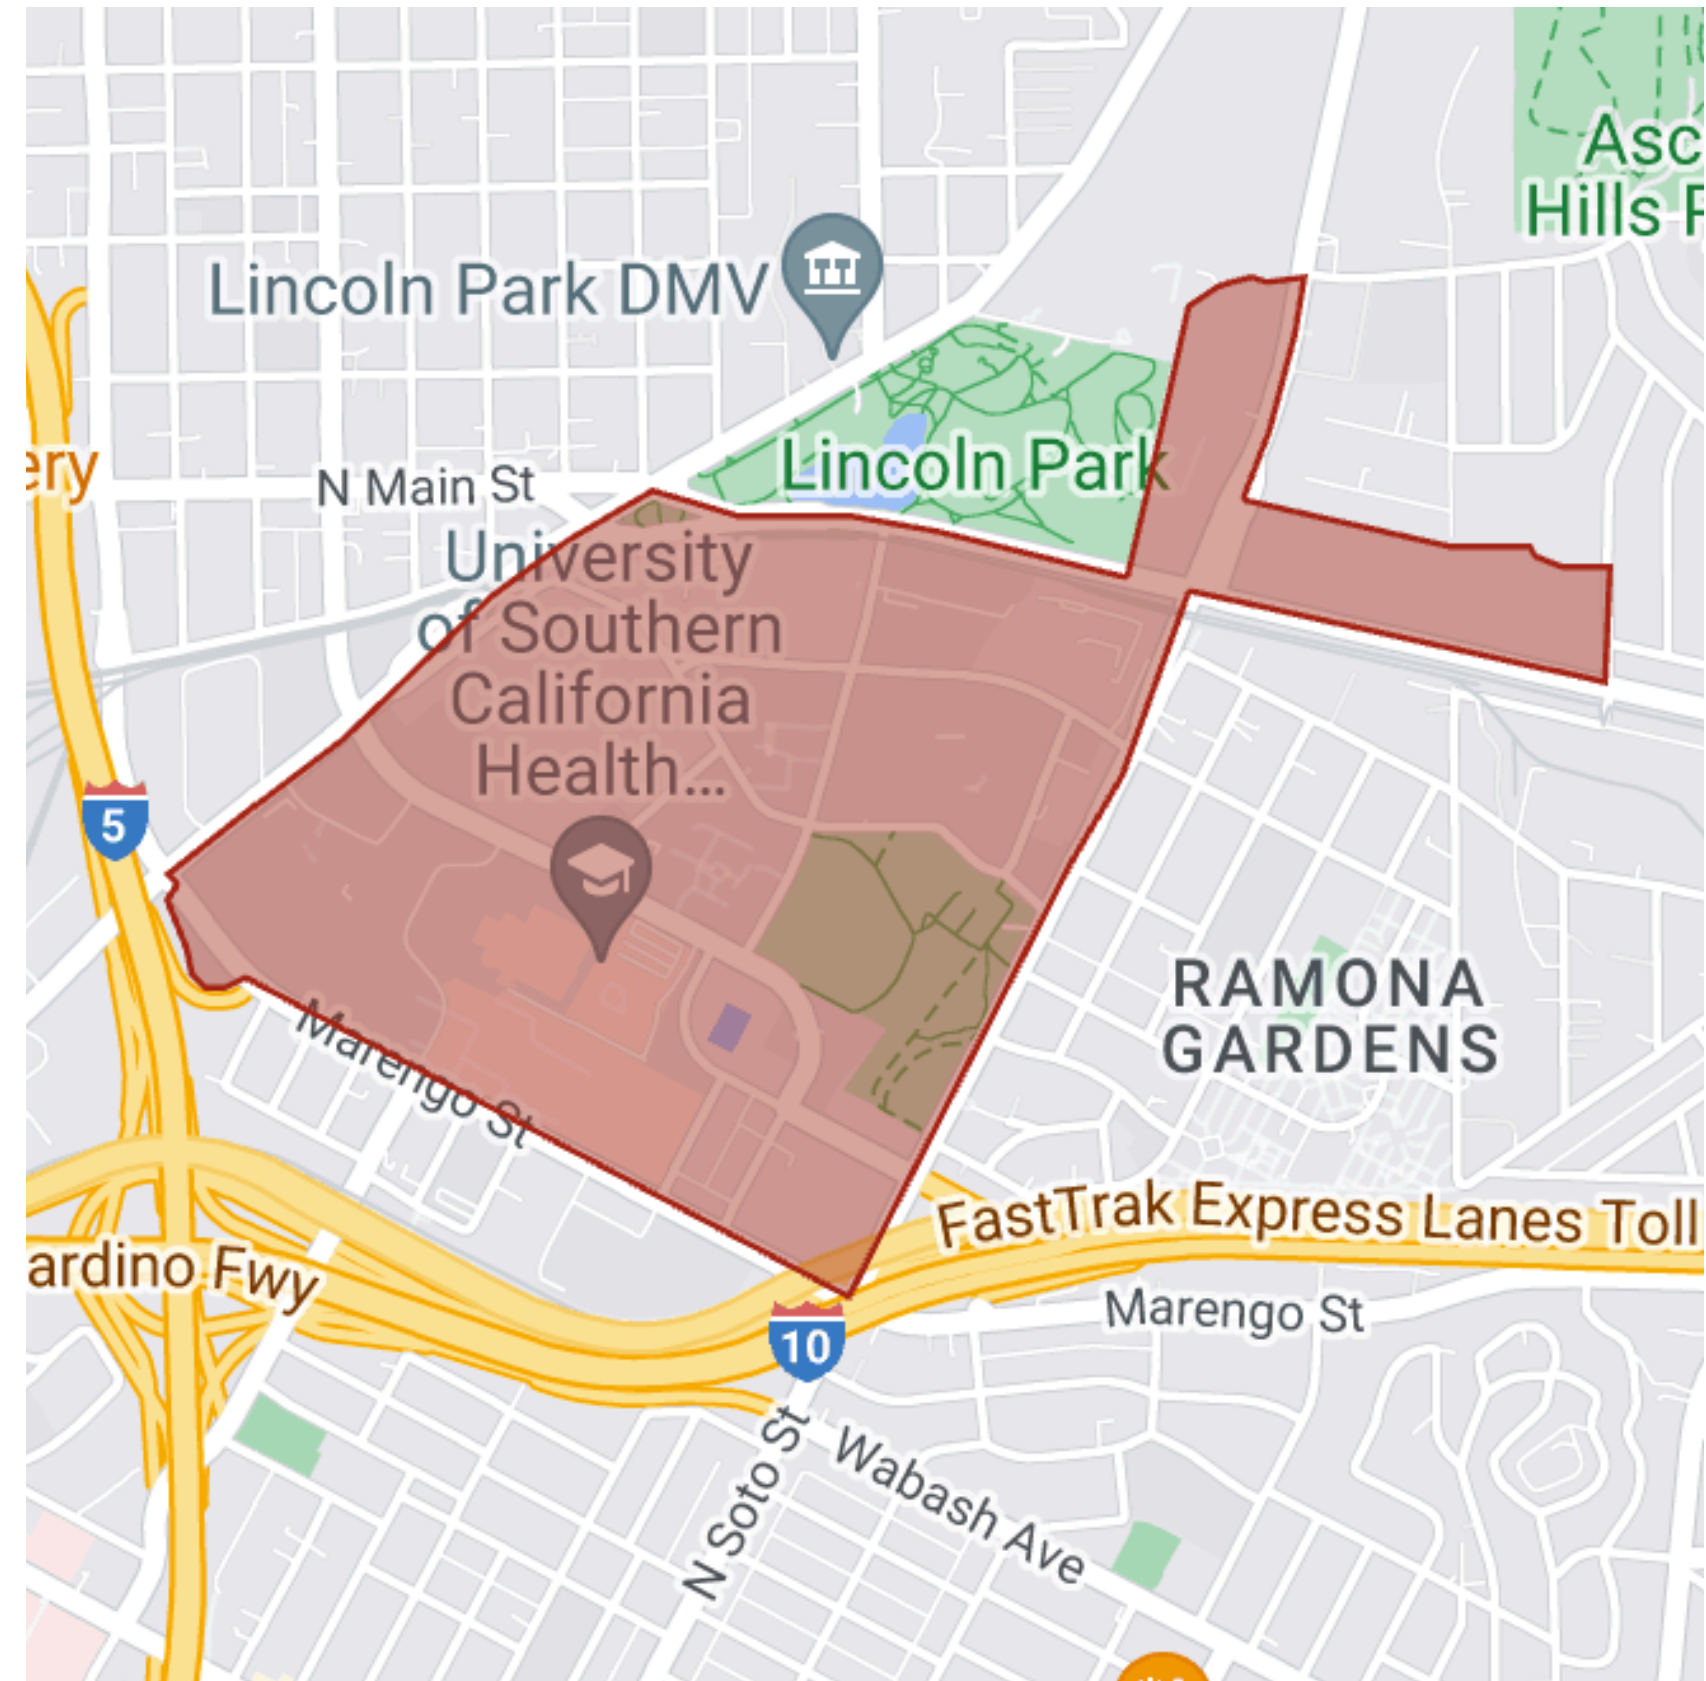 Asc
Hills P
Lincoln Park DMV
Lincoln Park
ery
N Main St
University
of Southern
California
Health...
5
RAMONA
GARDENS
Marengo St
FastTrak Express Lanes Toll
ardino Fwy
Marengo St
10
N Soto St
Wabash Ave